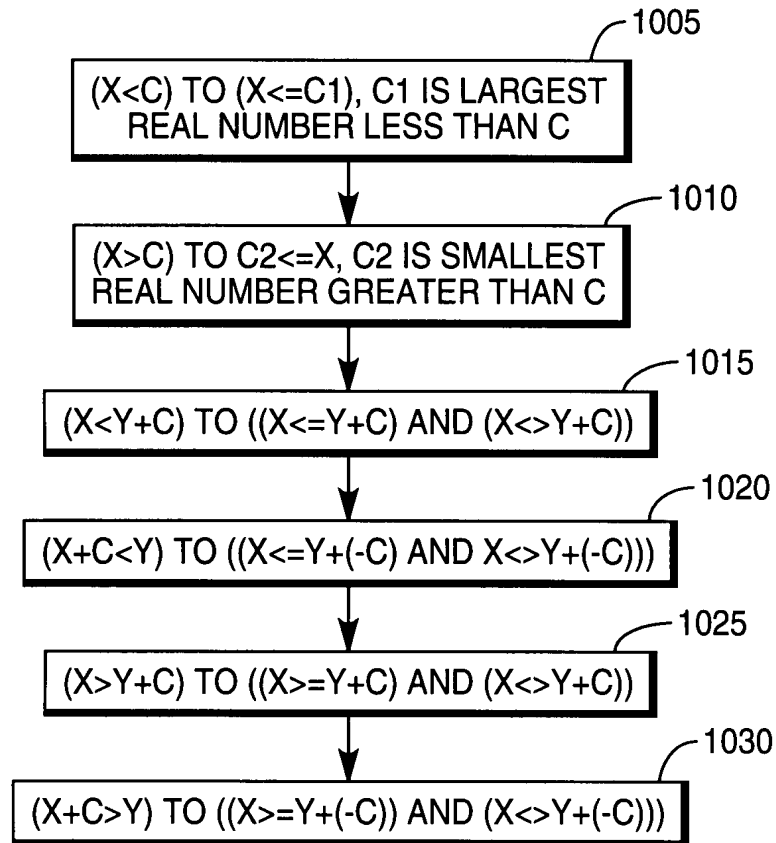 1005
(X<C) TO (X<=C1), C1 IS LARGEST
REAL NUMBER LESS THAN C
1010
(X>C) TO C2<=X, C2 IS SMALLEST
REAL NUMBER GREATER THAN C
1015
(X<Y+C) TO ((X<=Y+C) AND (X<>Y+C))
1020
(X+C<Y) TO ((X<=Y+(-C) AND X<>Y+(-C)))
1025
(X>Y+C) TO ((X>=Y+C) AND (X<>Y+C))
1030
(X+C>Y) TO ((X>=Y+(-C)) AND (X<>Y+(-C)))